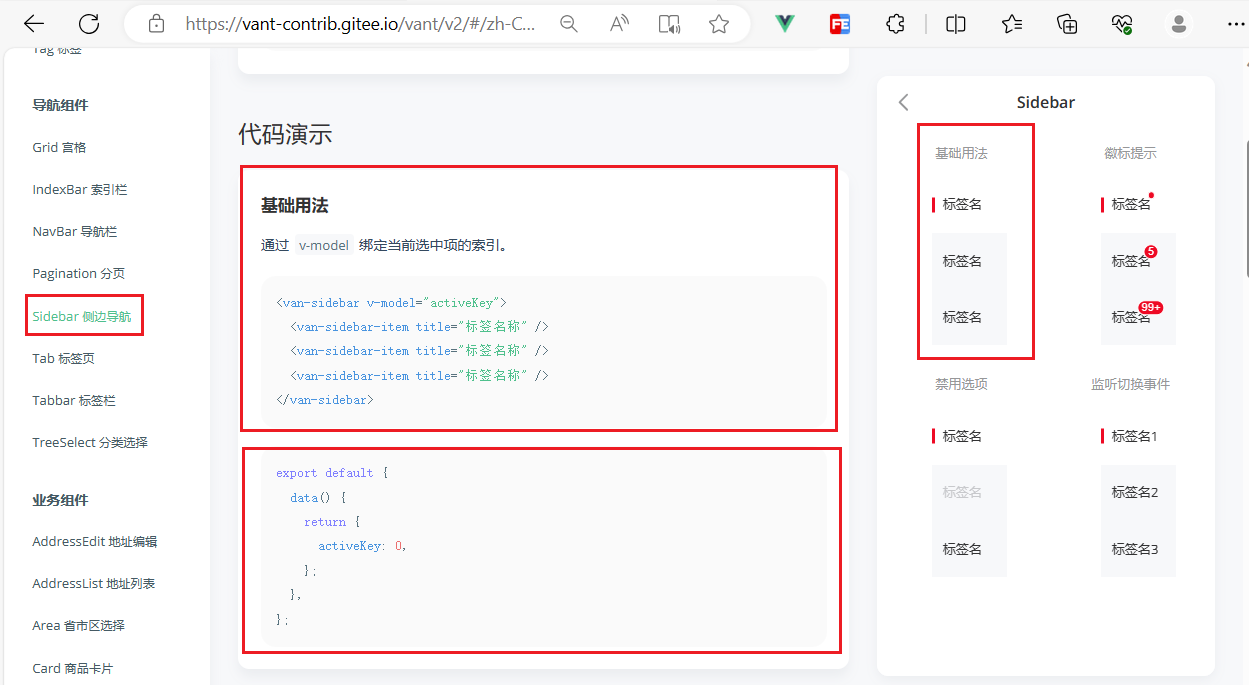 https://vant-contrib.gitee.io/vant/v2/#/zh-C...
Tag 标签
导航组件
Grid 宫格
IndexBar 索引栏
NavBar 导航栏
Pagination 分页
Sidebar 侧边导航
Tab 标签页
Tabbar 标签栏
TreeSelect 分类选择
业务组件
AddressEdit 地址编辑
AddressList 地址列表
Area 省市区选择
Card 商品卡片
代码演示
基础用法
通过 v-model 绑定当前选中项的索引。
<van-sidebar v-model="activeKey">
<van-sidebar-item title="标签名称" />
<van-sidebar-item title="标签名称" />
<van-sidebar-item title="标签名称" />
</van-sidebar>
export default {
data() {
return {
activeKey: 0,
};
},
};
Sidebar
基础用法
标签名
标签名
标签名
徽标提示
标签名
标签名 5
标签名 99+
禁用选项
标签名
标签名
标签名
监听切换事件
标签名1
标签名2
标签名3